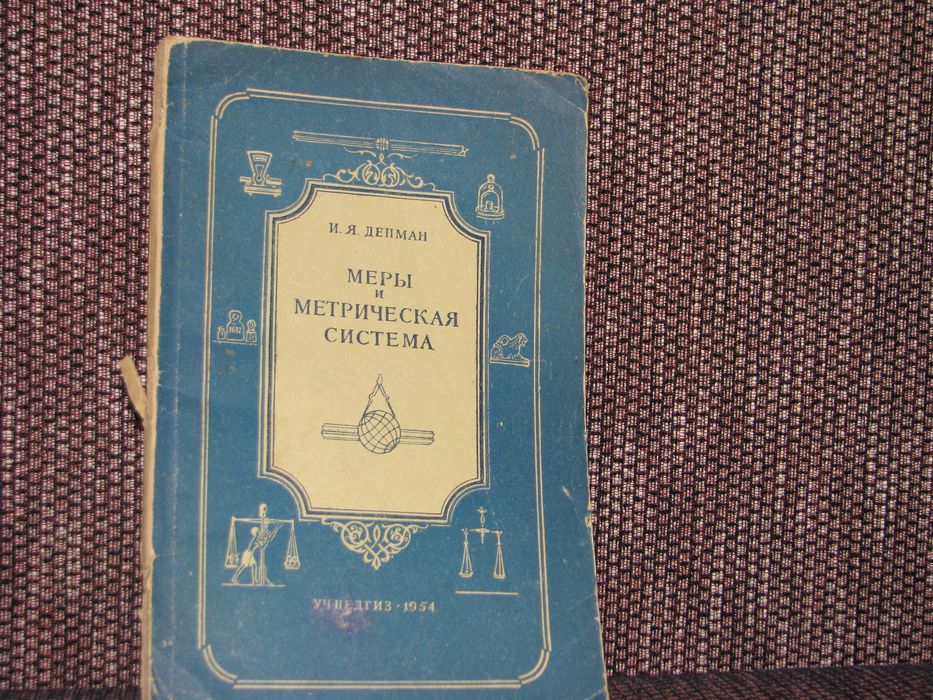 И. Я. ДЕПМАН
МЕРЫ
И
МЕТРИЧЕСКАЯ
СИСТЕМА
УЧПЕДГИЗ · 1954